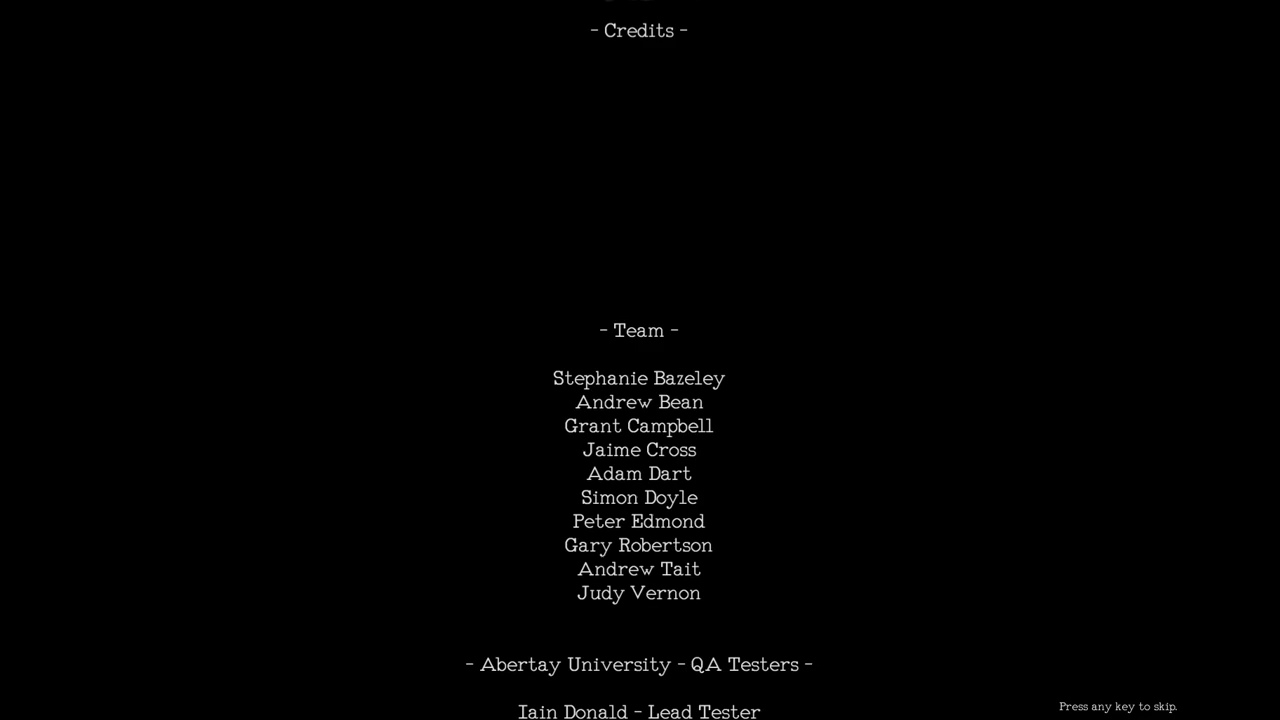 - Credits -
- Team -
Stephanie Bazeley
Andrew Bean
Grant Campbell
Jaime Cross
Adam Dart
Simon Doyle
Peter Edmond
Gary Robertson
Andrew Tait
Judy Vernon
- Abertay University - QA Testers -
Iain Donald - Lead Tester
Press any key to skip.